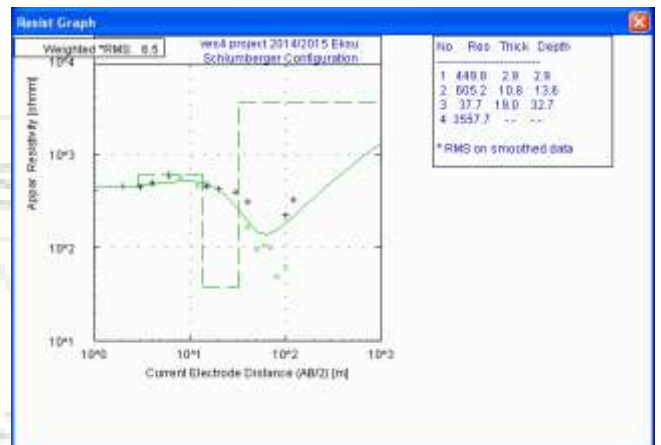 Resist Graph
Weighted *RMS: 6.5
ves4 project 2014/2015 Eksu
Schlumberger Configuration
No Res Thick Depth
1 449.8 2.9 2.9
2 605.2 10.8 13.6
3 37.7 19.0 32.7
4 3557.7 -- --
* RMS on smoothed data
Appar. Resistivity [ohmm]
10^4
10^3
10^2
10^1
10^0 10^1 10^2 10^3
Current Electrode Distance (AB/2) [m]